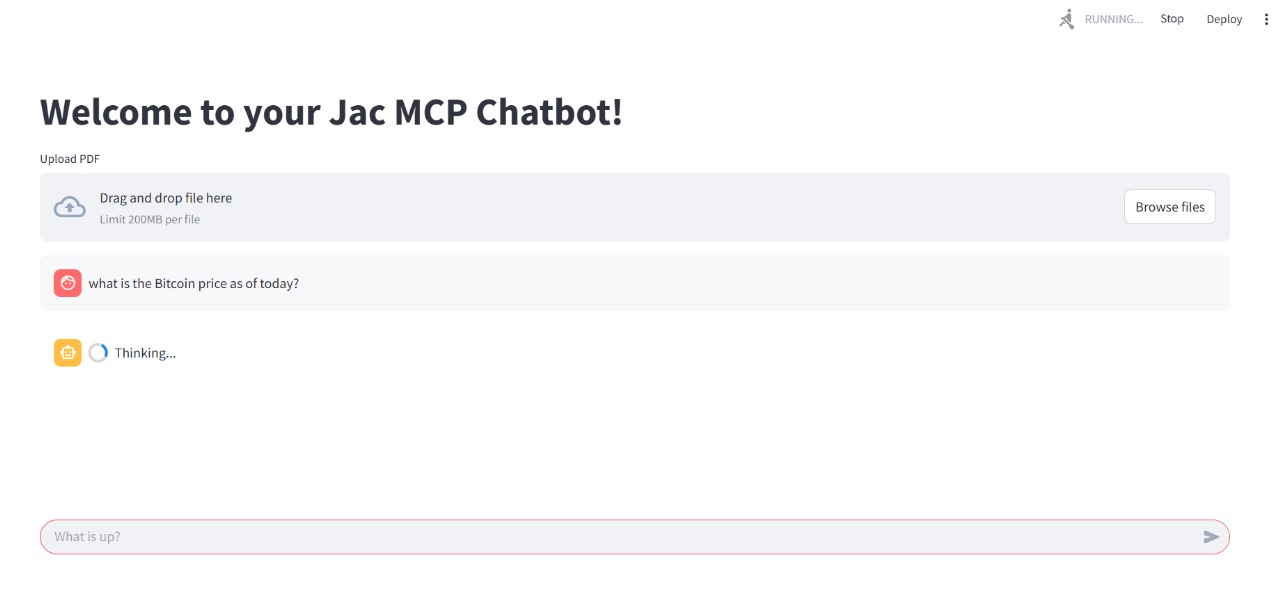 RUNNING... Stop Deploy
Welcome to your Jac MCP Chatbot!
Upload PDF
Drag and drop file here
Limit 200MB per file
Browse files
what is the Bitcoin price as of today?
Thinking...
What is up?